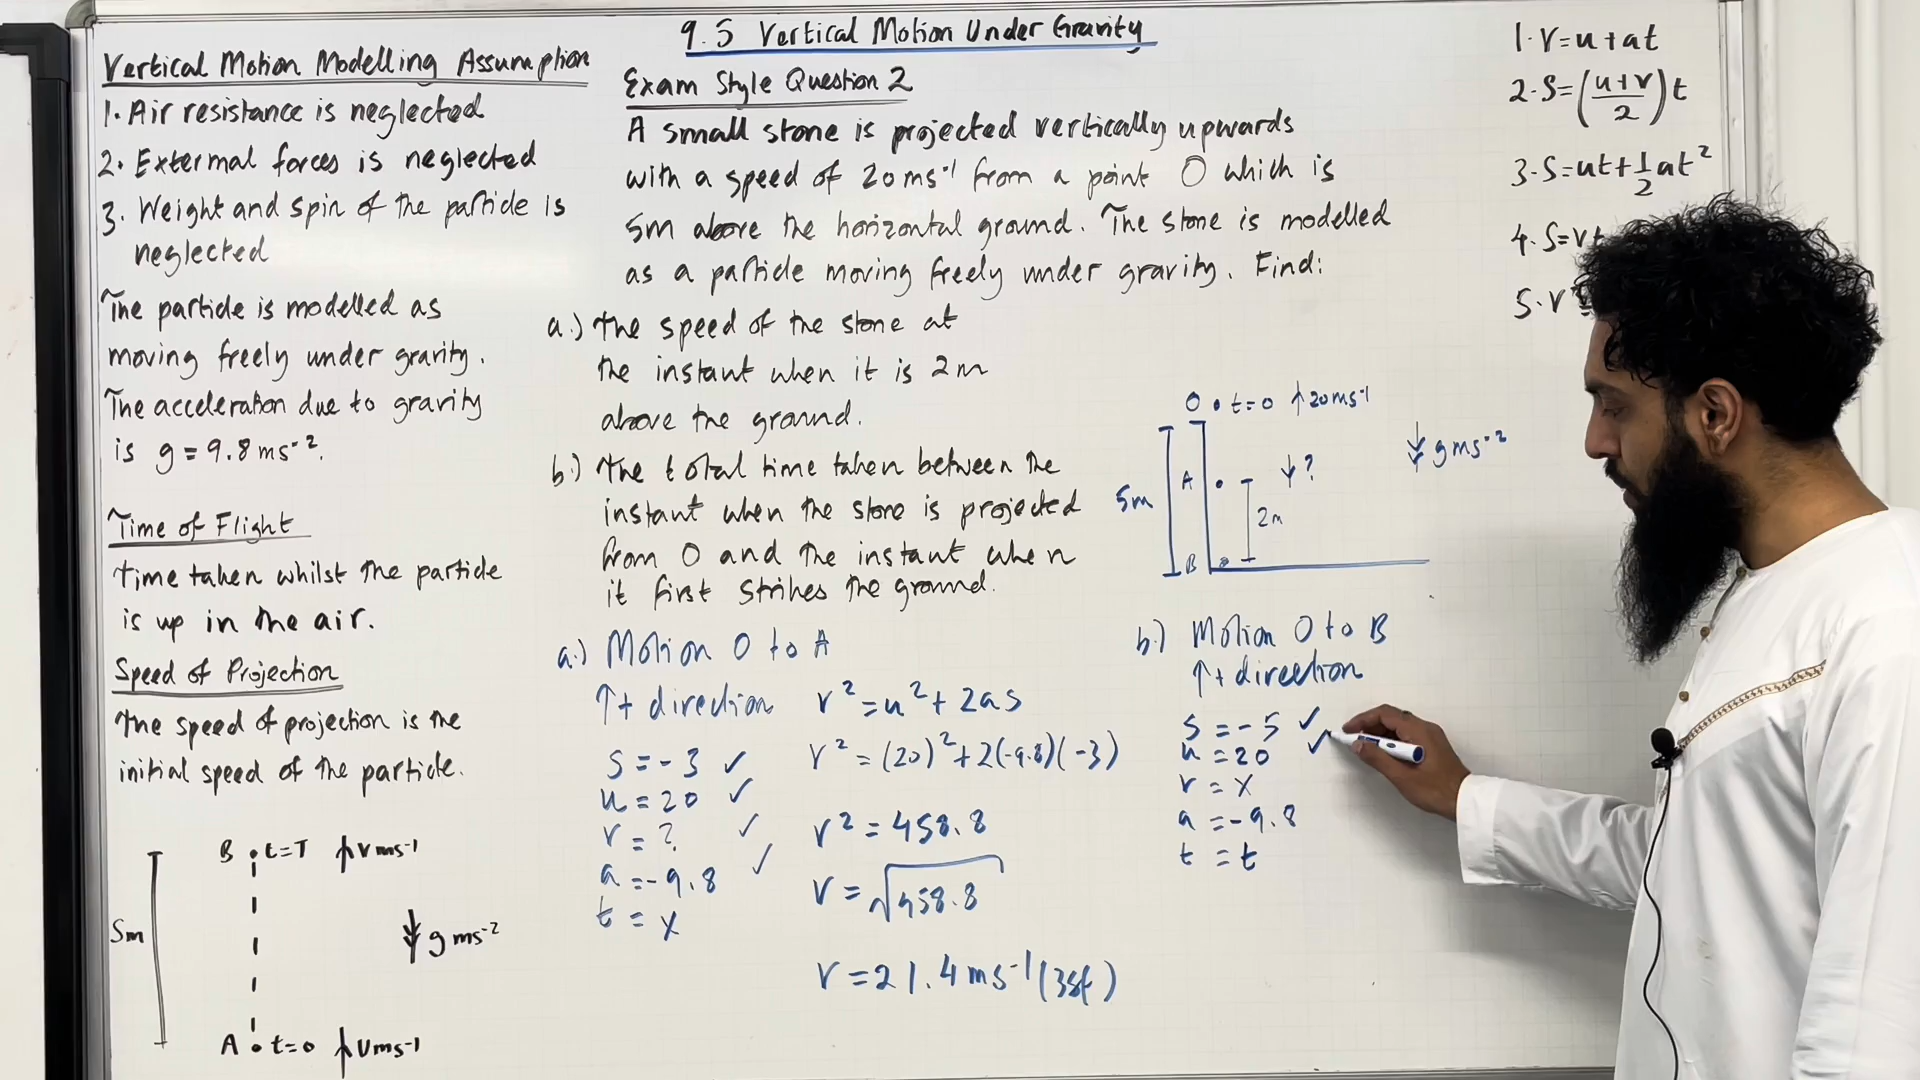 9.5 Vertical Motion Under Gravity
Vertical Motion Modelling Assumption
1. Air resistance is neglected
2. External forces is neglected
3. Weight and spin of the particle is
neglected
The particle is modelled as
moving freely under gravity.
The acceleration due to gravity
is g = 9.8 ms⁻².
Time of Flight
Time taken whilst the particle
is up in the air.
Speed of Projection
The speed of projection is the
initial speed of the particle.
B t=T Vms⁻¹
Sm
g ms⁻²
A t=0 Ums⁻¹
Exam Style Question 2
A small stone is projected vertically upwards
with a speed of 20ms⁻¹ from a point O which is
5m above the horizontal ground. The stone is modelled
as a particle moving freely under gravity. Find:
a.) The speed of the stone at
the instant when it is 2m
above the ground.
b.) The total time taken between the
instant when the stone is projected
from O and the instant when
it first strikes the ground.
O t=0 ↑20ms⁻¹
g ms⁻²
A ↓?
5m
2m
B
a.) Motion O to A
↑+ direction
s = -3 ✓
u = 20 ✓
v = ? ✓
a = -9.8 ✓
t = X
v² = u² + 2as
v² = (20)² + 2(-9.8)(-3)
v² = 458.8
v = √458.8
v = 21.4 ms⁻¹ (3sf)
b.) Motion O to B
↑+ direction
s = -5 ✓
u = 20 ✓
v = X
a = -9.8
t = t
1. v = u + at
2. S = (u+v/2)t
3. S = ut + 1/2 at²
4. S = v
5. v